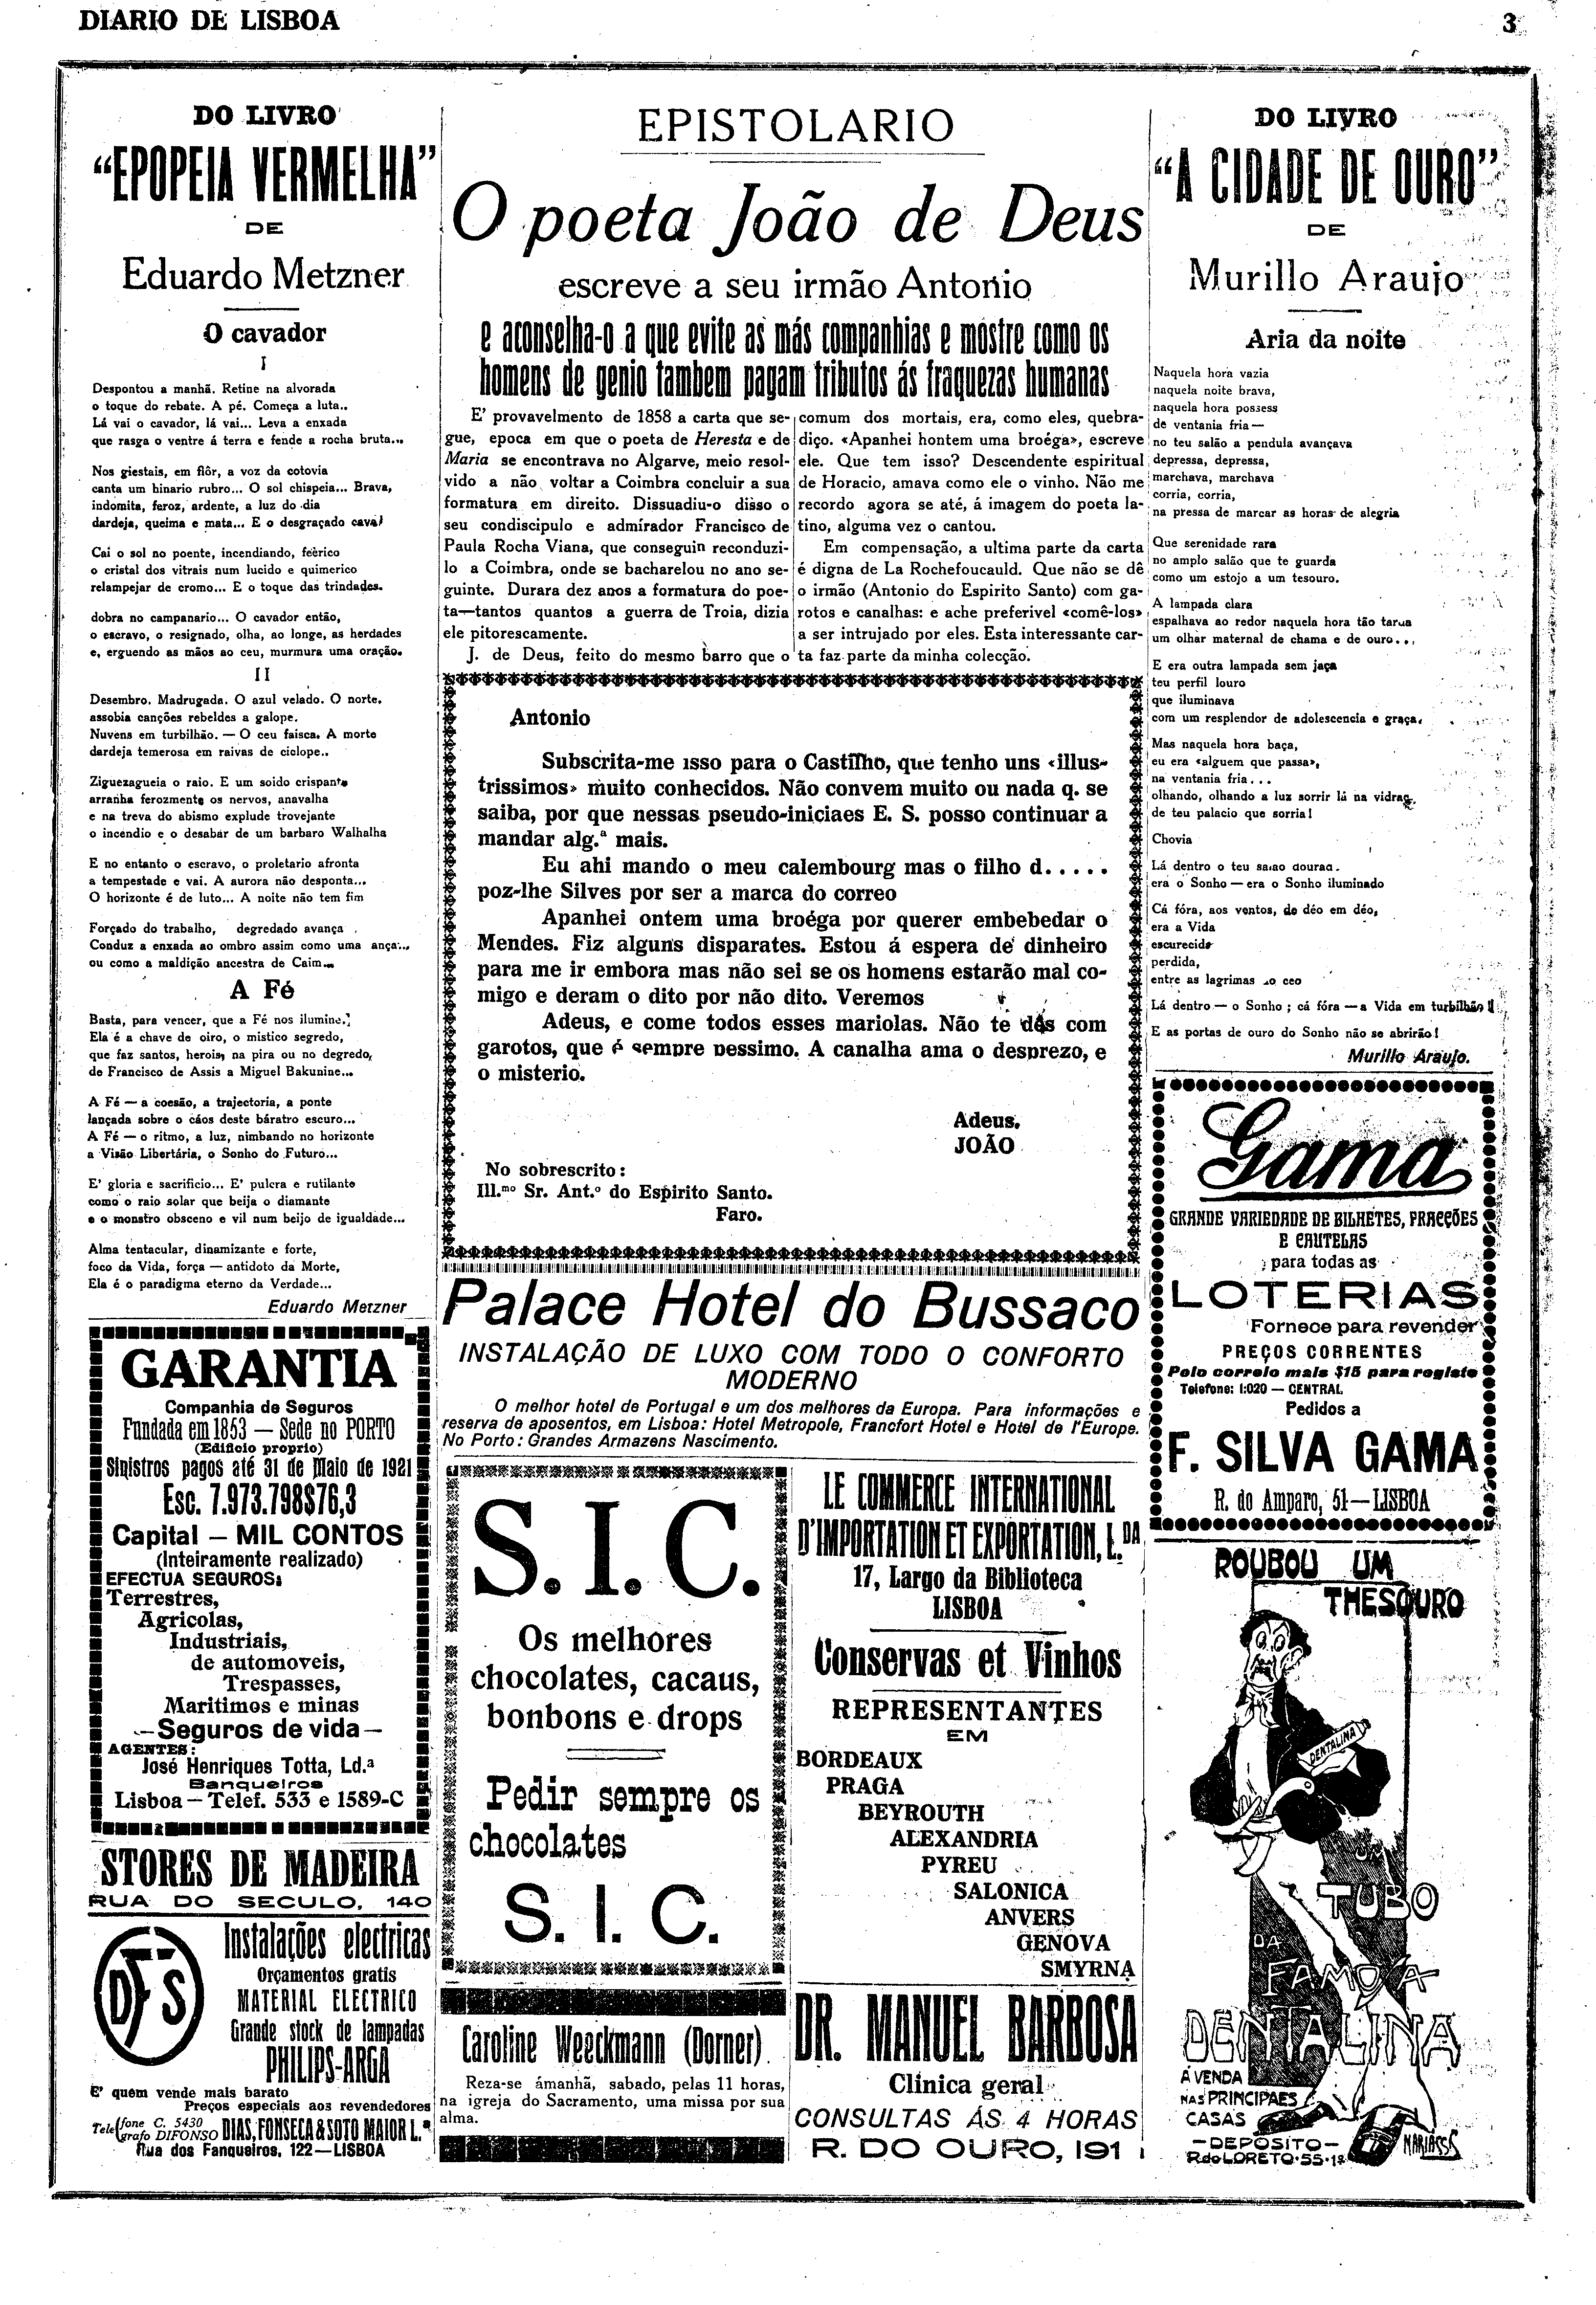 DIARIO DE LISBOA
3
DO LIVRO
"EPOPEIA VERMELHA"
DE
Eduardo Metzner
O cavador
I
Despontou a manhã. Retine na alvorada
o toque do rebate. A pé. Começa a luta..
Lá vai o cavador, lá vai... Leva a enxada
que rasga o ventre á terra e fende a rocha bruta...
Nos giestais, em flôr, a voz da cotovia
canta um hinario rubro... O sol chispeia... Brava,
indomita, feroz, ardente, a luz do dia
dardeja, queima e mata... E o desgraçado cava!
Cai o sol no poente, incendiando, feèrico
o cristal dos vitrais num lucido e quimerico
relampejar de cromo... E o toque das trindades.
dobra no campanario... O cavador então,
o escravo, o resignado, olha, ao longe, as herdades
e, erguendo as mãos ao ceu, murmura uma oração.
II
Desembro. Madrugada. O azul velado. O norte,
assobia canções rebeldes a galope.
Nuvens em turbilhão. — O ceu faisca. A morte
dardeja temerosa em raivas de ciclope..
Ziguezagueia o raio. E um soido crispante
arranha ferozmente os nervos, anavalha
e na treva do abismo explude trovejante
o incendio e o desabar de um barbaro Walhalha
E no entanto o escravo, o proletario afronta
a tempestade e vai. A aurora não desponta...
O horizonte é de luto... A noite não tem fim
Forçado do trabalho, degredado avança
Conduz a enxada ao ombro assim como uma ança...
ou como a maldição ancestra de Caim...
A Fé
Basta, para vencer, que a Fé nos ilumine.
Ela é a chave de oiro, o mistico segredo,
que faz santos, herois, na pira ou no degredo,
de Francisco de Assis a Miguel Bakunine...
A Fé — a coesão, a trajectoria, a ponte
lançada sobre o cáos deste báratro escuro...
A Fé — o ritmo, a luz, nimbando no horizonte
a Visão Libertária, o Sonho do Futuro...
E' gloria e sacrificio... E' pulcra e rutilante
como o raio solar que beija o diamante
e o monstro obsceno e vil num beijo de igualdade...
Alma tentacular, dinamizante e forte,
foco da Vida, força — antidoto da Morte,
Ela é o paradigma eterno da Verdade...
Eduardo Metzner
GARANTIA
Companhia de Seguros
Fundada em 1853 — Sede no PORTO
(Edificio proprio)
Sinistros pagos até 31 de Maio de 1921
Esc. 7.973.798$76,3
Capital — MIL CONTOS
(Inteiramente realizado)
EFECTUA SEGUROS:
Terrestres,
Agricolas,
Industriais,
de automoveis,
Trespasses,
Maritimos e minas
—Seguros de vida—
AGENTES:
José Henriques Totta, Ld.ª
Banqueiros
Lisboa — Telef. 533 e 1589-C
STORES DE MADEIRA
RUA DO SECULO, 140
DFS
Instalações electricas
Orçamentos gratis
MATERIAL ELECTRICO
Grande stock de lampadas
PHILIPS-ARGA
E' quem vende mais barato
Preços especiais aos revendedores
Tele (fone C. 5430
grafo DIFONSO
DIAS, FONSECA & SOTO MAIOR L.ª
Rua dos Fanqueiros, 122 — LISBOA
EPISTOLARIO
O poeta João de Deus
escreve a seu irmão Antonio
e aconselha-o a que evite as más companhias e mostre como os
homens de genio tambem pagam tributos ás fraquezas humanas
E' provavelmento de 1858 a carta que se-
gue, epoca em que o poeta de Heresta e de
Maria se encontrava no Algarve, meio resol-
vido a não voltar a Coimbra concluir a sua
formatura em direito. Dissuadiu-o disso o
seu condiscipulo e admírador Francisco de
Paula Rocha Viana, que conseguin reconduzi-
lo a Coimbra, onde se bacharelou no ano se-
guinte. Durara dez anos a formatura do poe-
ta—tantos quantos a guerra de Troia, dizia
ele pitorescamente.
J. de Deus, feito do mesmo barro que o
comum dos mortais, era, como eles, quebra-
diço. «Apanhei hontem uma broéga», escreve
ele. Que tem isso? Descendente espiritual
de Horacio, amava como ele o vinho. Não me
recordo agora se até, á imagem do poeta la-
tino, alguma vez o cantou.
Em compensação, a ultima parte da carta
é digna de La Rochefoucauld. Que não se dê
o irmão (Antonio do Espirito Santo) com ga-
rotos e canalhas: e ache preferivel «comê-los»
a ser intrujado por eles. Esta interessante car-
ta faz parte da minha colecção.
Antonio
Subscrita-me isso para o Castilho, que tenho uns «illus-
trissimos» muito conhecidos. Não convem muito ou nada q. se
saiba, por que nessas pseudo-iniciaes E. S. posso continuar a
mandar alg.ª mais.
Eu ahi mando o meu calembourg mas o filho d.....
poz-lhe Silves por ser a marca do correo
Apanhei ontem uma broéga por querer embebedar o
Mendes. Fiz alguns disparates. Estou á espera de dinheiro
para me ir embora mas não sei se os homens estarão mal co-
migo e deram o dito por não dito. Veremos
Adeus, e come todos esses mariolas. Não te dês com
garotos, que é sempre pessimo. A canalha ama o desprezo, e
o misterio.
Adeus.
JOÃO
No sobrescrito:
Ill.mo Sr. Ant.º do Espirito Santo.
Faro.
Palace Hotel do Bussaco
INSTALAÇÃO DE LUXO COM TODO O CONFORTO
MODERNO
O melhor hotel de Portugal e um dos melhores da Europa. Para informações e
reserva de aposentos, em Lisboa: Hotel Metropole, Francfort Hotel e Hotel de l'Europe.
No Porto: Grandes Armazens Nascimento.
S. I. C.
Os melhores
chocolates, cacaus,
bonbons e drops
Pedir sempre os
chocolates
S. I. C.
Caroline Weeckmann (Dorner)
Reza-se ámanhã, sabado, pelas 11 horas,
na igreja do Sacramento, uma missa por sua
alma.
LE COMMERCE INTERNATIONAL
D'IMPORTATION ET EXPORTATION, L.DA
17, Largo da Biblioteca
LISBOA
Conservas et Vinhos
REPRESENTANTES
EM
BORDEAUX
PRAGA
BEYROUTH
ALEXANDRIA
PYREU
SALONICA
ANVERS
GENOVA
SMYRNA
DR. MANUEL BARBOSA
Clinica geral
CONSULTAS ÁS 4 HORAS
R. DO OURO, 191
DO LIVRO
"A CIDADE DE OURO"
DE
Murillo Araujo
Aria da noite
Naquela hora vazia
naquela noite brava,
naquela hora possess
de ventania fria —
no teu salão a pendula avançava
depressa, depressa,
marchava, marchava
corria, corria,
na pressa de marcar as horas de alegria
Que serenidade rara
no amplo salão que te guarda
como um estojo a um tesouro.
A lampada clara
espalhava ao redor naquela hora tão tarua
um olhar maternal de chama e de ouro...
E era outra lampada sem jaça
teu perfil louro
que iluminava
com um resplendor de adolescencia e graça,
Mas naquela hora baça,
eu era «alguem que passa»,
na ventania fria...
olhando, olhando a luz sorrir lá na vidraç.
de teu palacio que sorria!
Chovia
Lá dentro o teu salao dourad.
era o Sonho — era o Sonho iluminado
Cá fóra, aos ventos, de déo em déo,
era a Vida
escurecida
perdida,
entre as lagrimas do ceo
Lá dentro — o Sonho; cá fóra — a Vida em turbilhão!
E as portas de ouro do Sonho não se abrirão!
Murillo Araujo.
Gama
GRANDE VARIEDADE DE BILHETES, FRACÇÕES
E CAUTELAS
para todas as
LOTERIAS
Fornece para revender
PREÇOS CORRENTES
Pelo correio mais $15 para registo
Telefone: 1:020 — CENTRAL
Pedidos a
F. SILVA GAMA
R. do Amparo, 51 — LISBOA
ROUBOU UM
THESOURO
DENTALINA
UM
TUBO
DA
FAMOSA
DENTALINA
Á VENDA
NAS PRINCIPAES
CASAS
—DEPOSITO—
R. do LORETO·55·1º